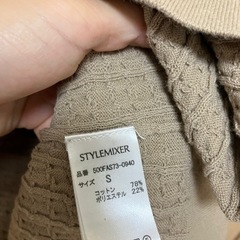 STYLEMIXER
品番 500FAS73-0940
サイズ S
コットン 78%
ポリエステル 22%